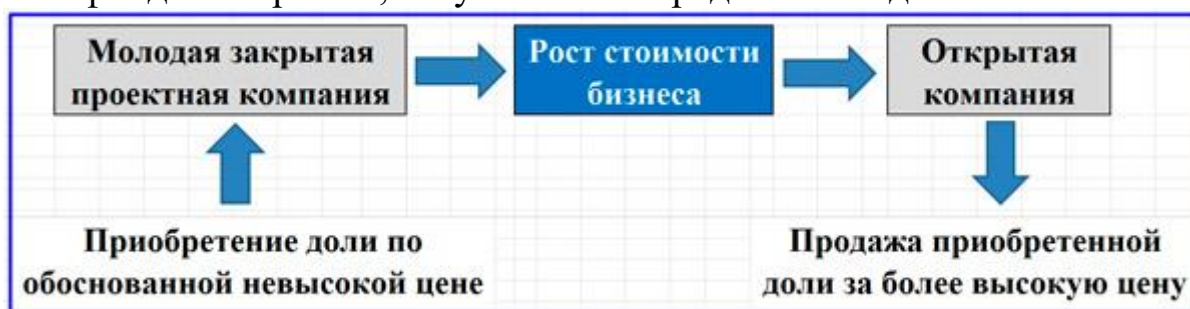 Молодая закрытая
проектная компания
Рост стоимости
бизнеса
Открытая
компания
Приобретение доли по
обоснованной невысокой цене
Продажа приобретенной
доли за более высокую цену